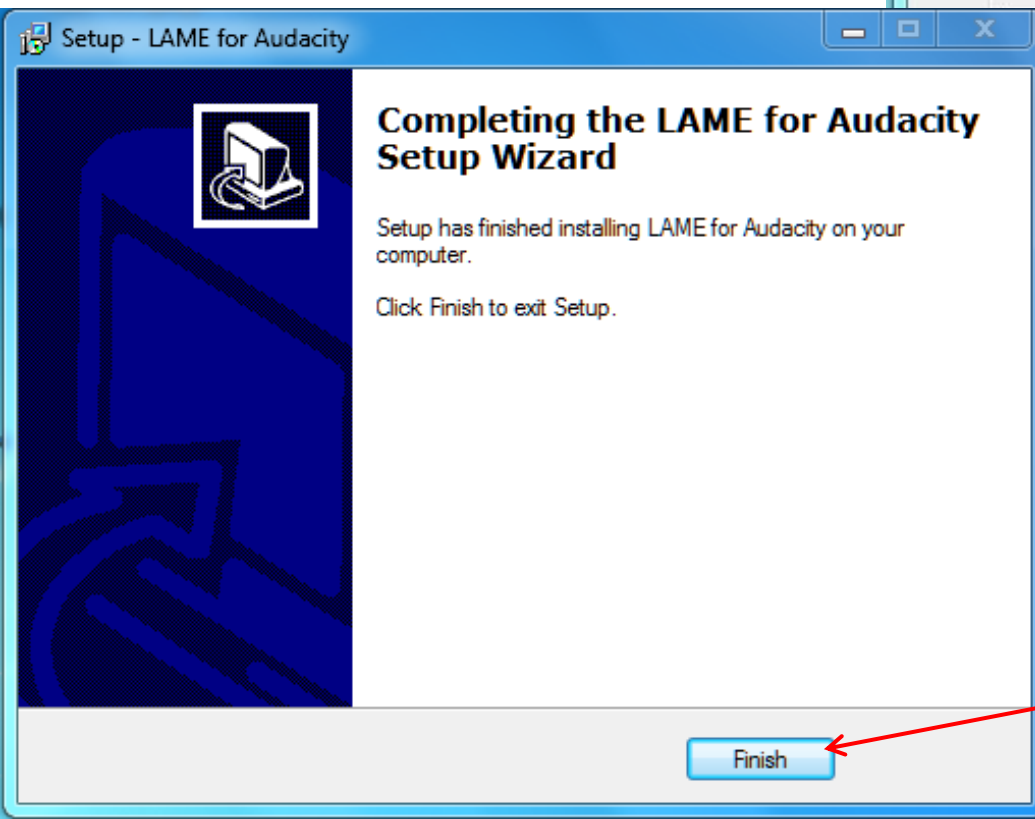 Setup - LAME for Audacity
Completing the LAME for Audacity
Setup Wizard
Setup has finished installing LAME for Audacity on your
computer.
Click Finish to exit Setup.
Finish